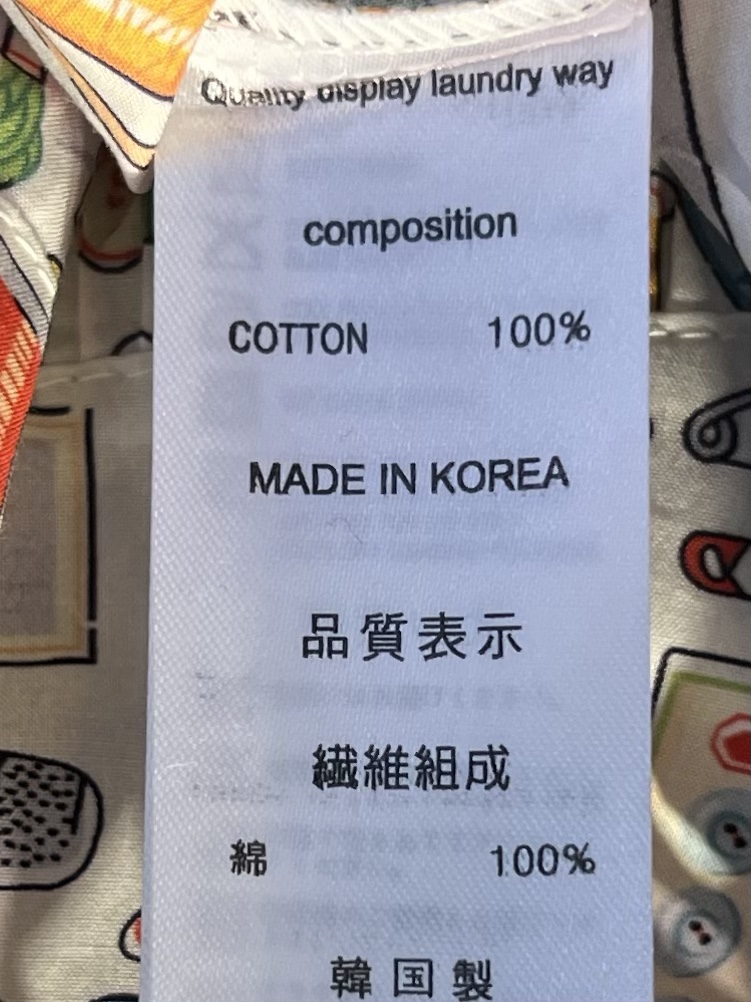 Quality display laundry way
composition
COTTON 100%
MADE IN KOREA
品質表示
繊維組成
綿 100%
韓国製